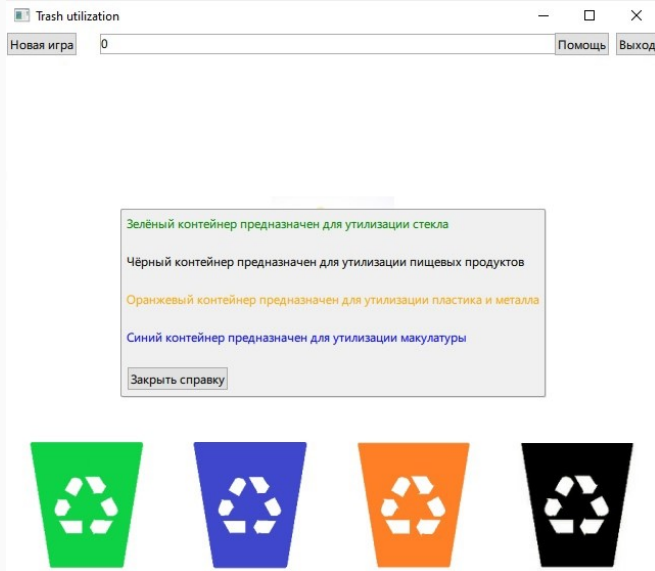 Trash utilization
Новая игра 0 Помощь Выход
Зелёный контейнер предназначен для утилизации стекла
Чёрный контейнер предназначен для утилизации пищевых продуктов
Оранжевый контейнер предназначен для утилизации пластика и металла
Синий контейнер предназначен для утилизации макулатуры
Закрыть справку